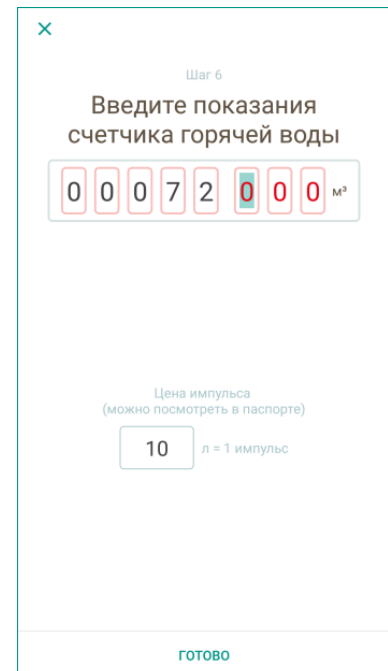 ×
Шаг 6
Введите показания
счетчика горячей воды
0 0 0 7 2 0 0 0 м³
Цена импульса
(можно посмотреть в паспорте)
10 л = 1 импульс
ГОТОВО